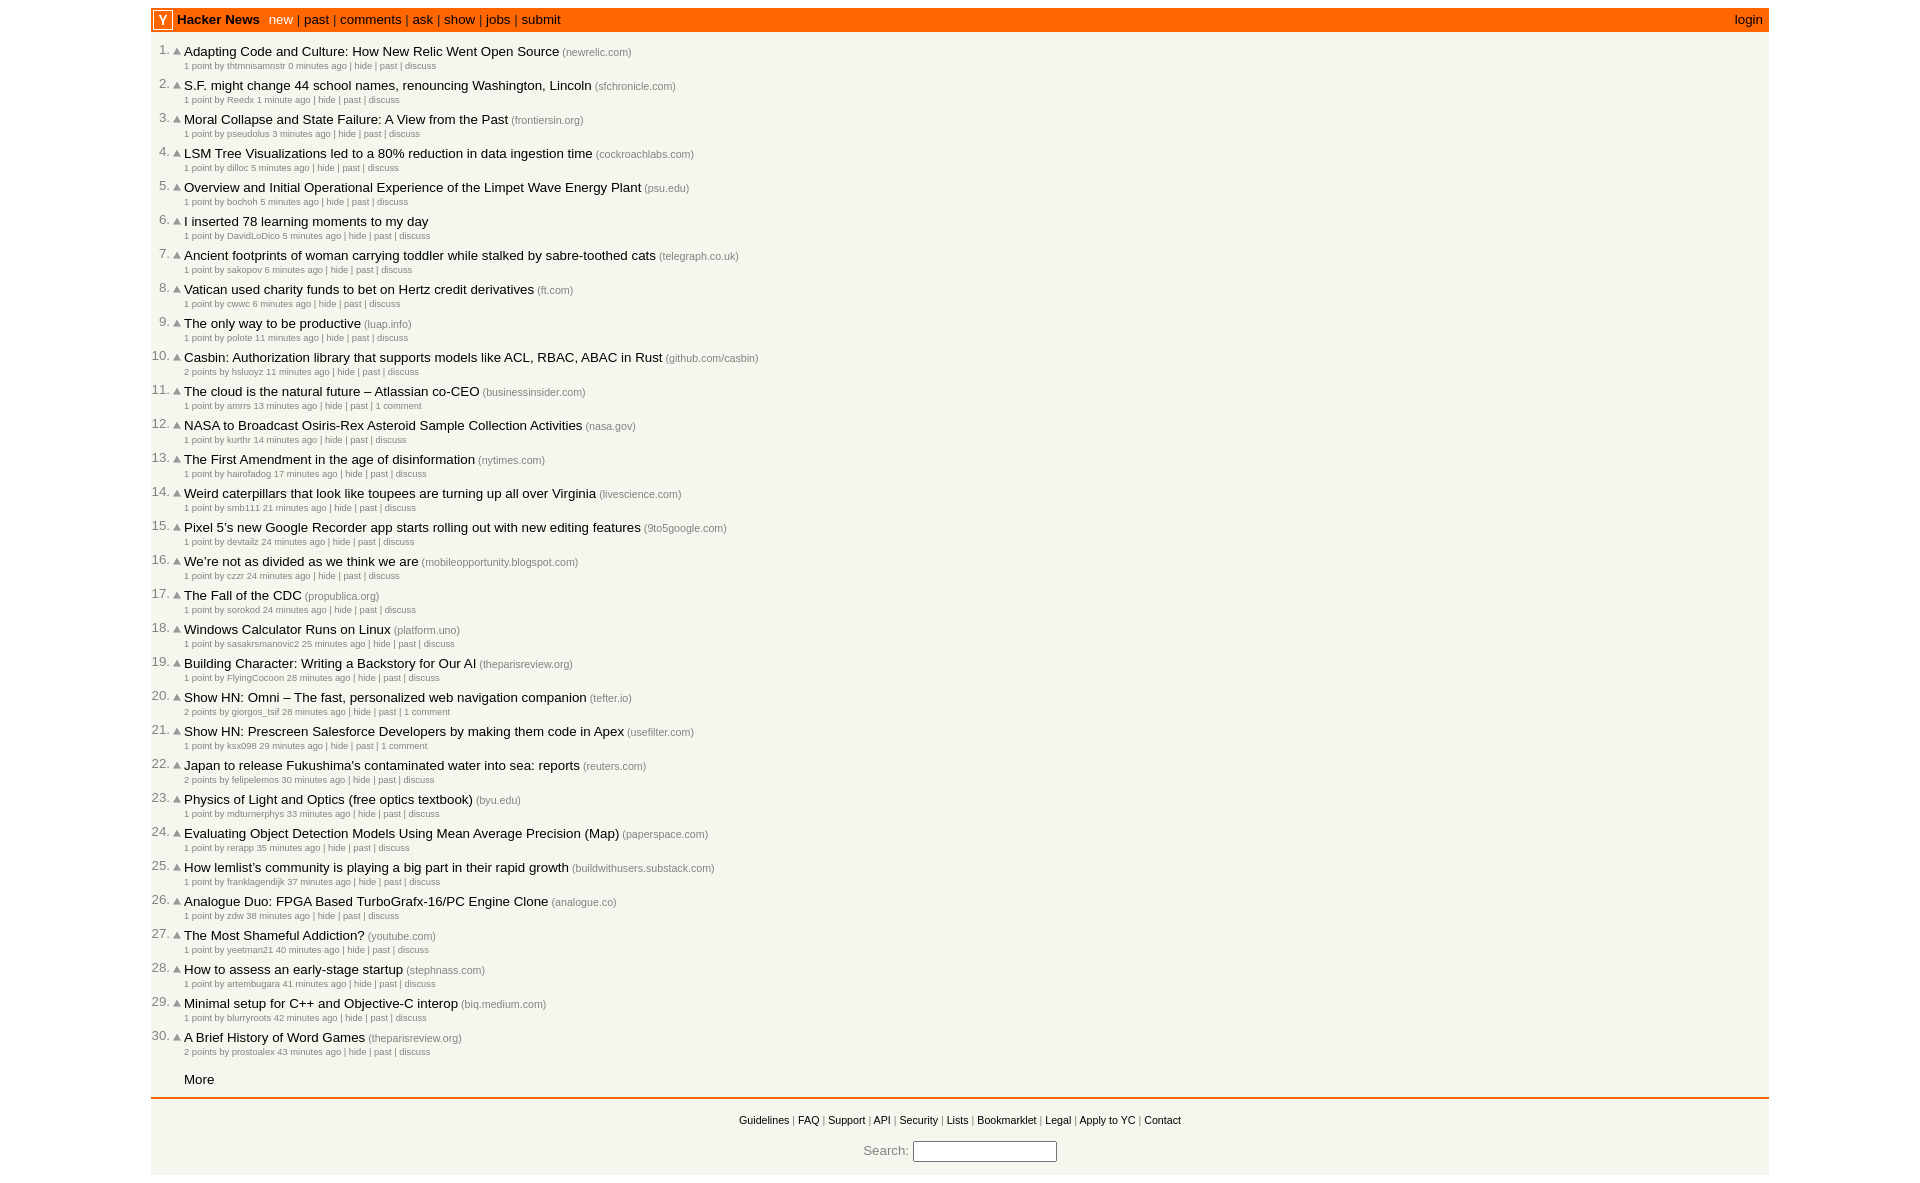 Y Hacker News new | past | comments | ask | show | jobs | submit login
1. Adapting Code and Culture: How New Relic Went Open Source (newrelic.com)
1 point by thtmnisamnstr 0 minutes ago | hide | past | discuss
2. S.F. might change 44 school names, renouncing Washington, Lincoln (sfchronicle.com)
1 point by Reedx 1 minute ago | hide | past | discuss
3. Moral Collapse and State Failure: A View from the Past (frontiersin.org)
1 point by pseudolus 3 minutes ago | hide | past | discuss
4. LSM Tree Visualizations led to a 80% reduction in data ingestion time (cockroachlabs.com)
1 point by dilloc 5 minutes ago | hide | past | discuss
5. Overview and Initial Operational Experience of the Limpet Wave Energy Plant (psu.edu)
1 point by bochoh 5 minutes ago | hide | past | discuss
6. I inserted 78 learning moments to my day
1 point by DavidLoDico 5 minutes ago | hide | past | discuss
7. Ancient footprints of woman carrying toddler while stalked by sabre-toothed cats (telegraph.co.uk)
1 point by sakopov 6 minutes ago | hide | past | discuss
8. Vatican used charity funds to bet on Hertz credit derivatives (ft.com)
1 point by cwwc 6 minutes ago | hide | past | discuss
9. The only way to be productive (luap.info)
1 point by polote 11 minutes ago | hide | past | discuss
10. Casbin: Authorization library that supports models like ACL, RBAC, ABAC in Rust (github.com/casbin)
2 points by hsluoyz 11 minutes ago | hide | past | discuss
11. The cloud is the natural future – Atlassian co-CEO (businessinsider.com)
1 point by amrrs 13 minutes ago | hide | past | 1 comment
12. NASA to Broadcast Osiris-Rex Asteroid Sample Collection Activities (nasa.gov)
1 point by kurthr 14 minutes ago | hide | past | discuss
13. The First Amendment in the age of disinformation (nytimes.com)
1 point by hairofadog 17 minutes ago | hide | past | discuss
14. Weird caterpillars that look like toupees are turning up all over Virginia (livescience.com)
1 point by smb111 21 minutes ago | hide | past | discuss
15. Pixel 5’s new Google Recorder app starts rolling out with new editing features (9to5google.com)
1 point by devtailz 24 minutes ago | hide | past | discuss
16. We’re not as divided as we think we are (mobileopportunity.blogspot.com)
1 point by czzr 24 minutes ago | hide | past | discuss
17. The Fall of the CDC (propublica.org)
1 point by sorokod 24 minutes ago | hide | past | discuss
18. Windows Calculator Runs on Linux (platform.uno)
1 point by sasakrsmanovic2 25 minutes ago | hide | past | discuss
19. Building Character: Writing a Backstory for Our AI (theparisreview.org)
1 point by FlyingCocoon 28 minutes ago | hide | past | discuss
20. Show HN: Omni – The fast, personalized web navigation companion (tefter.io)
2 points by giorgos_tsif 28 minutes ago | hide | past | 1 comment
21. Show HN: Prescreen Salesforce Developers by making them code in Apex (usefilter.com)
1 point by ksx098 29 minutes ago | hide | past | 1 comment
22. Japan to release Fukushima's contaminated water into sea: reports (reuters.com)
2 points by felipelemos 30 minutes ago | hide | past | discuss
23. Physics of Light and Optics (free optics textbook) (byu.edu)
1 point by mdturnerphys 33 minutes ago | hide | past | discuss
24. Evaluating Object Detection Models Using Mean Average Precision (Map) (paperspace.com)
1 point by rerapp 35 minutes ago | hide | past | discuss
25. How lemlist’s community is playing a big part in their rapid growth (buildwithusers.substack.com)
1 point by franklagendijk 37 minutes ago | hide | past | discuss
26. Analogue Duo: FPGA Based TurboGrafx-16/PC Engine Clone (analogue.co)
1 point by zdw 38 minutes ago | hide | past | discuss
27. The Most Shameful Addiction? (youtube.com)
1 point by yeetman21 40 minutes ago | hide | past | discuss
28. How to assess an early-stage startup (stephnass.com)
1 point by artembugara 41 minutes ago | hide | past | discuss
29. Minimal setup for C++ and Objective-C interop (biq.medium.com)
1 point by blurryroots 42 minutes ago | hide | past | discuss
30. A Brief History of Word Games (theparisreview.org)
2 points by prostoalex 43 minutes ago | hide | past | discuss
More
Guidelines | FAQ | Support | API | Security | Lists | Bookmarklet | Legal | Apply to YC | Contact
Search: